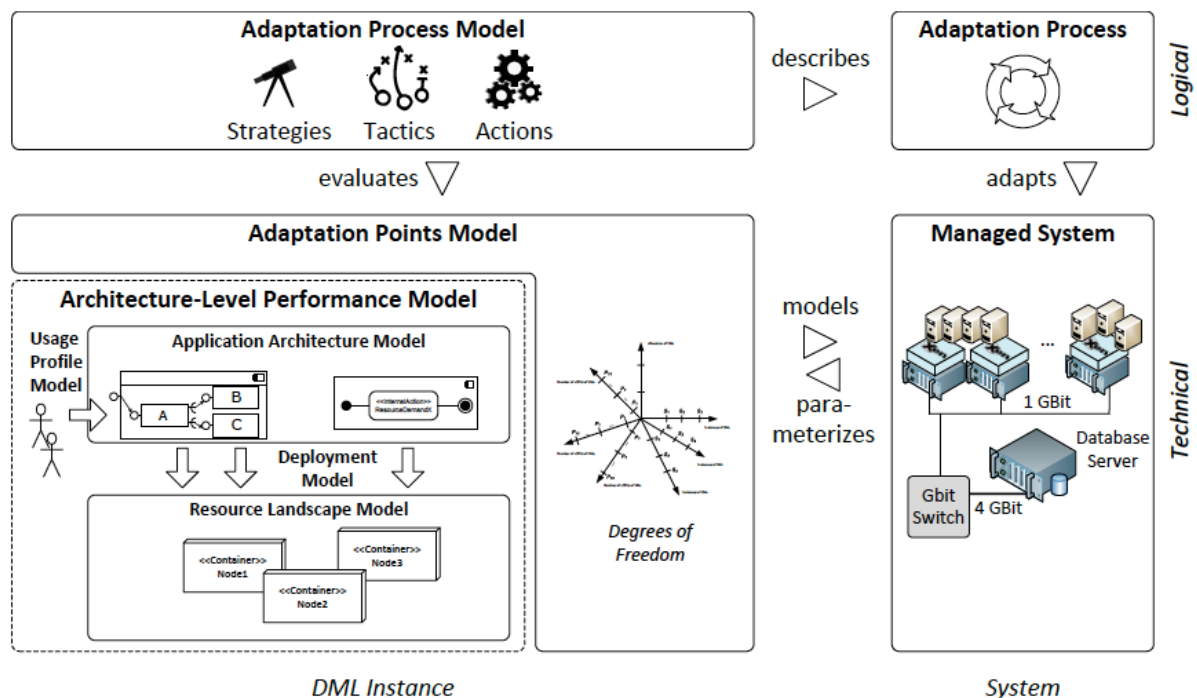 Adaptation Process Model
Strategies
Tactics
Actions
describes
Adaptation Process
Logical
evaluates
adapts
Adaptation Points Model
Architecture-Level Performance Model
Usage
Profile
Model
Application Architecture Model
A
B
C
<<InternalAction>>
ResourceDemandX
Deployment
Model
Resource Landscape Model
<<Container>>
Node1
<<Container>>
Node2
<<Container>>
Node3
Degrees of
Freedom
models
para-
meterizes
Managed System
...
1 GBit
Database
Server
Gbit
Switch
4 GBit
Technical
DML Instance
System